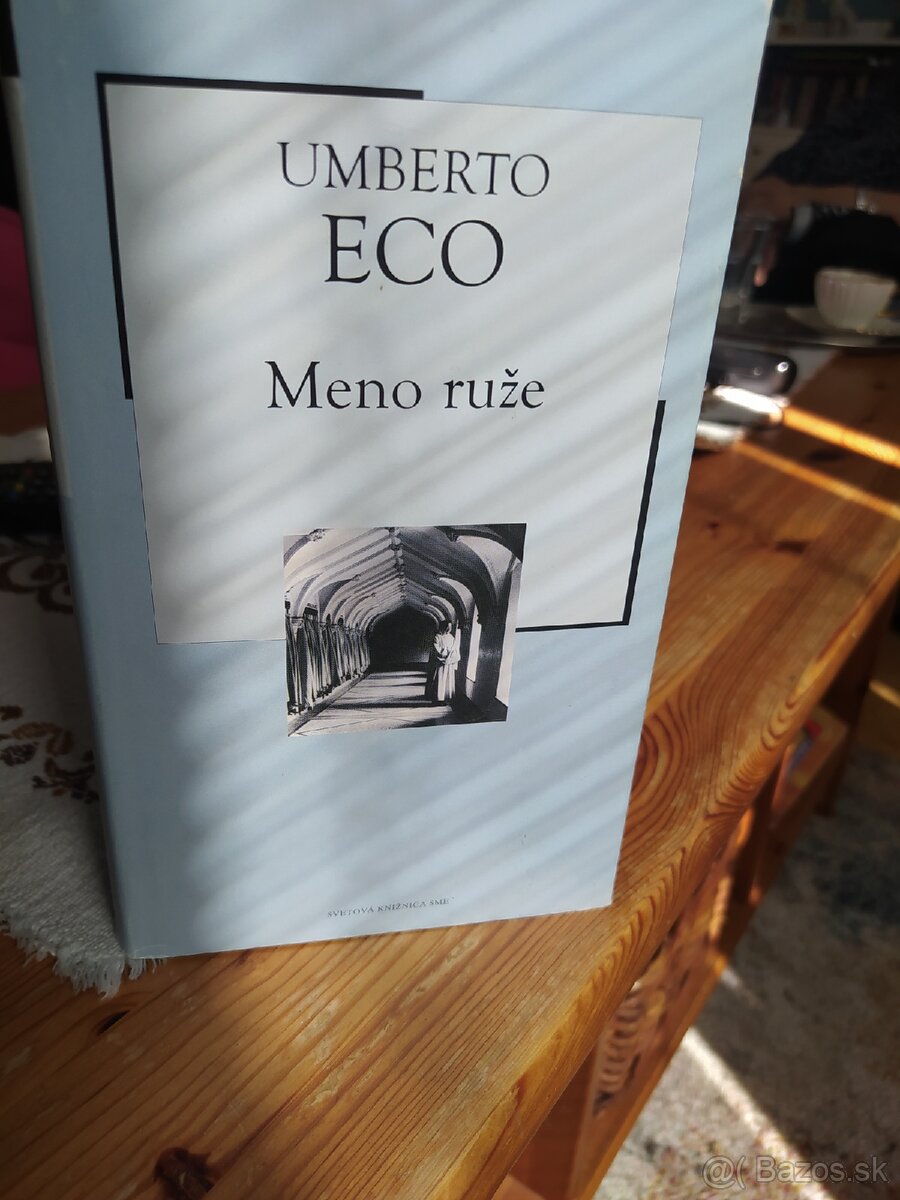 UMBERTO
ECO
Meno ruže
SVETOVÁ KNIŽNICA SME
@( Bazos.sk